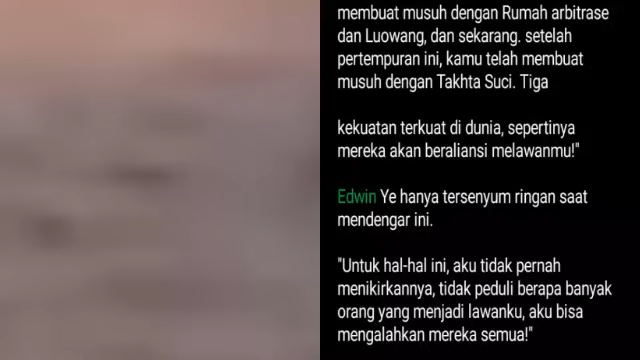 membuat musuh dengan Rumah arbitrase
dan Luowang, dan sekarang. setelah
pertempuran ini, kamu telah membuat
musuh dengan Takhta Suci. Tiga
kekuatan terkuat di dunia, sepertinya
mereka akan beraliansi melawanmu!"
Edwin Ye hanya tersenyum ringan saat
mendengar ini.
"Untuk hal-hal ini, aku tidak pernah
menikirkannya, tidak peduli berapa banyak
orang yang menjadi lawanku, aku bisa
mengalahkan mereka semua!"